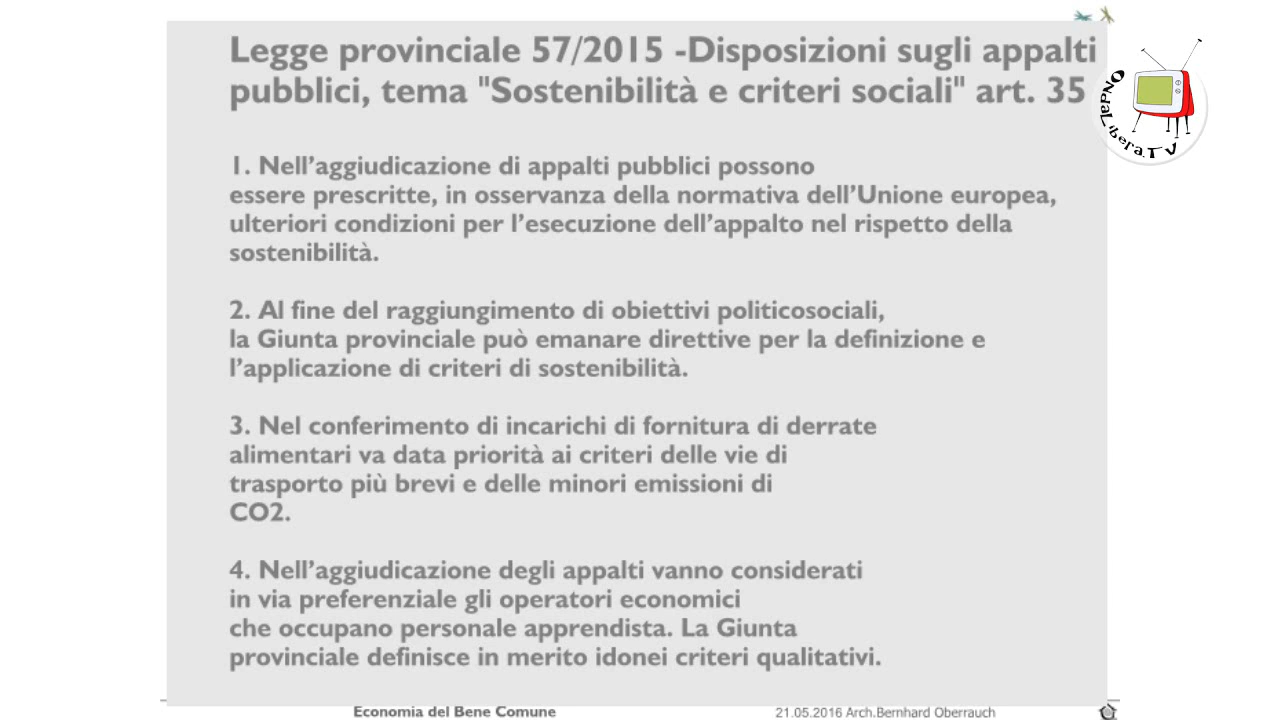 Legge provinciale 57/2015 -Disposizioni sugli appalti
pubblici, tema "Sostenibilità e criteri sociali" art. 35
OndaLibera.TV
1. Nell’aggiudicazione di appalti pubblici possono
essere prescritte, in osservanza della normativa dell’Unione europea,
ulteriori condizioni per l’esecuzione dell’appalto nel rispetto della
sostenibilità.
2. Al fine del raggiungimento di obiettivi politicosociali,
la Giunta provinciale può emanare direttive per la definizione e
l’applicazione di criteri di sostenibilità.
3. Nel conferimento di incarichi di fornitura di derrate
alimentari va data priorità ai criteri delle vie di
trasporto più brevi e delle minori emissioni di
CO2.
4. Nell’aggiudicazione degli appalti vanno considerati
in via preferenziale gli operatori economici
che occupano personale apprendista. La Giunta
provinciale definisce in merito idonei criteri qualitativi.
Economia del Bene Comune
21.05.2016 Arch.Bernhard Oberrauch